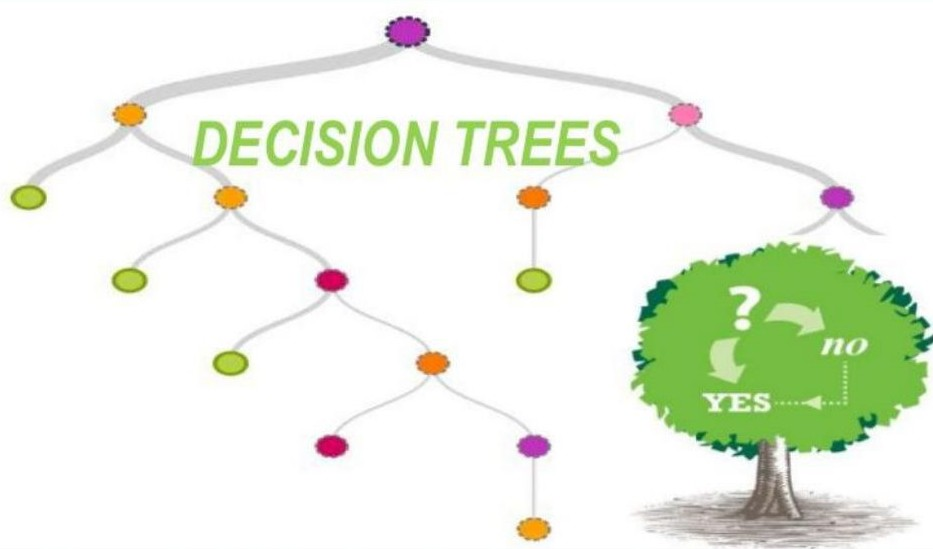 DECISION TREES
?
no
YES